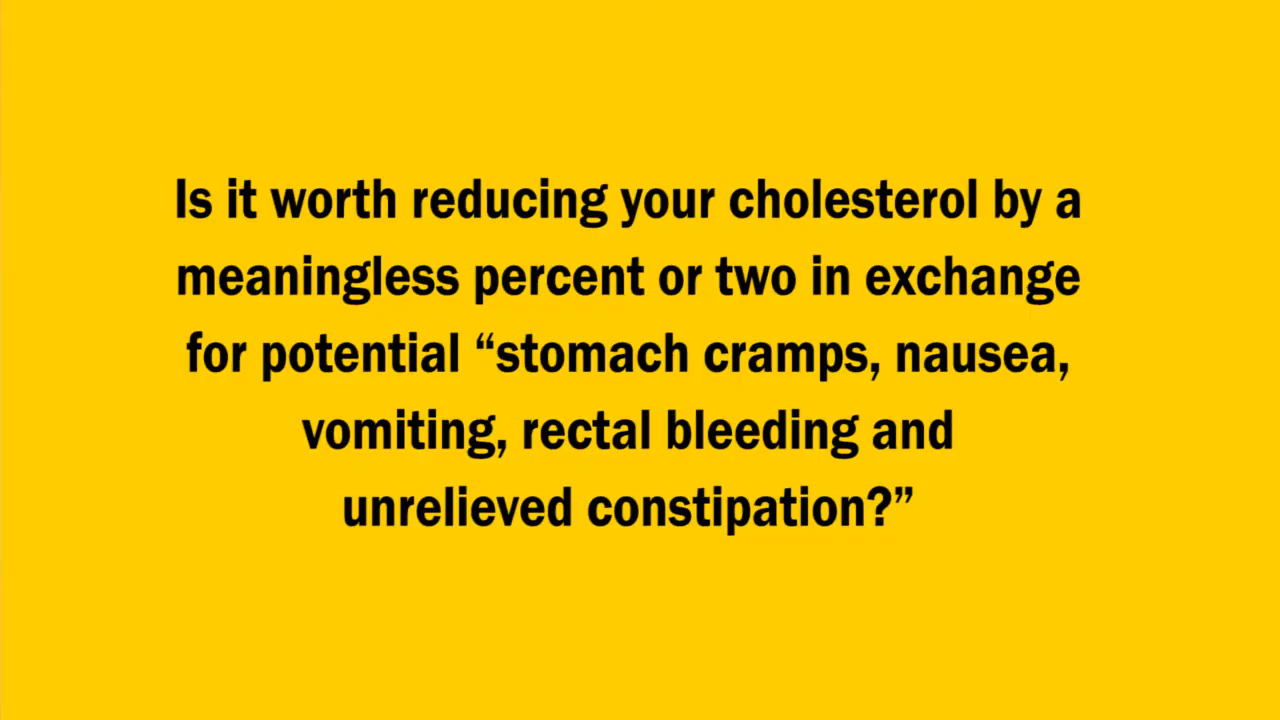 Is it worth reducing your cholesterol by a
meaningless percent or two in exchange
for potential “stomach cramps, nausea,
vomiting, rectal bleeding and
unrelieved constipation?”